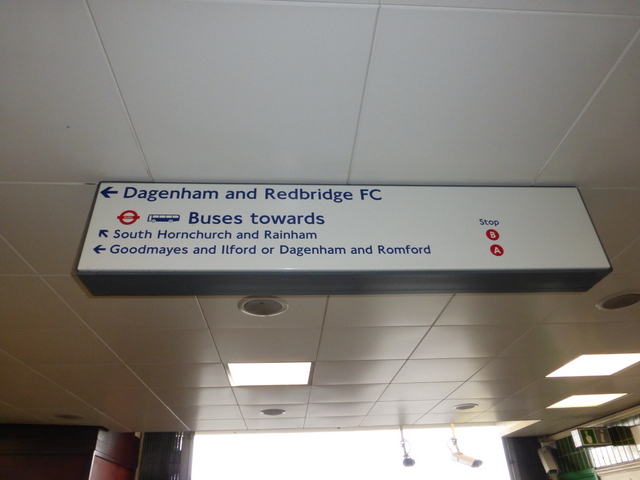 ← Dagenham and Redbridge FC
Buses towards
Stop
↖ South Hornchurch and Rainham B
← Goodmayes and Ilford or Dagenham and Romford A